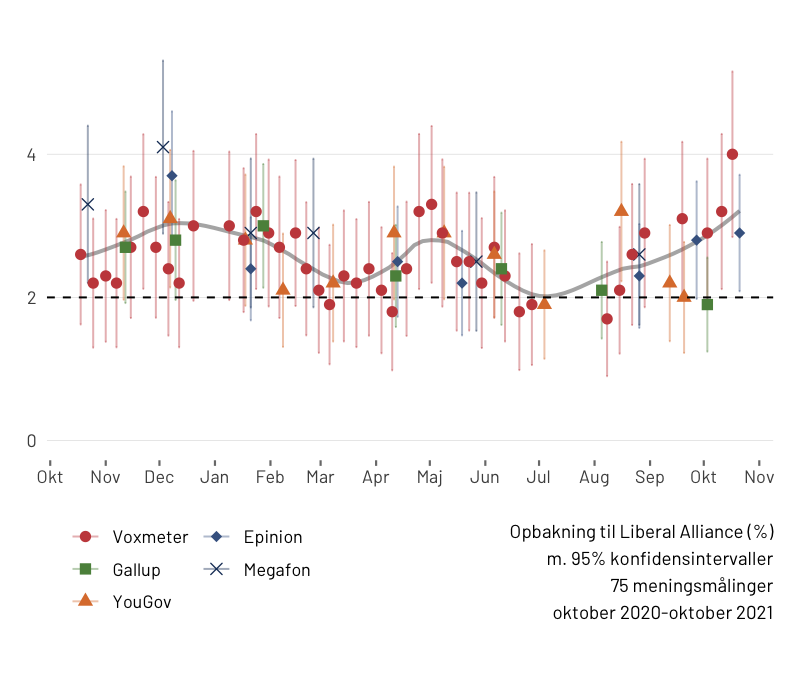 4
2
0
Okt Nov Dec Jan Feb Mar Apr Maj Jun Jul Aug Sep Okt Nov
Voxmeter Epinion
Gallup Megafon
YouGov
Opbakning til Liberal Alliance (%)
m. 95% konfidensintervaller
75 meningsmålinger
oktober 2020-oktober 2021